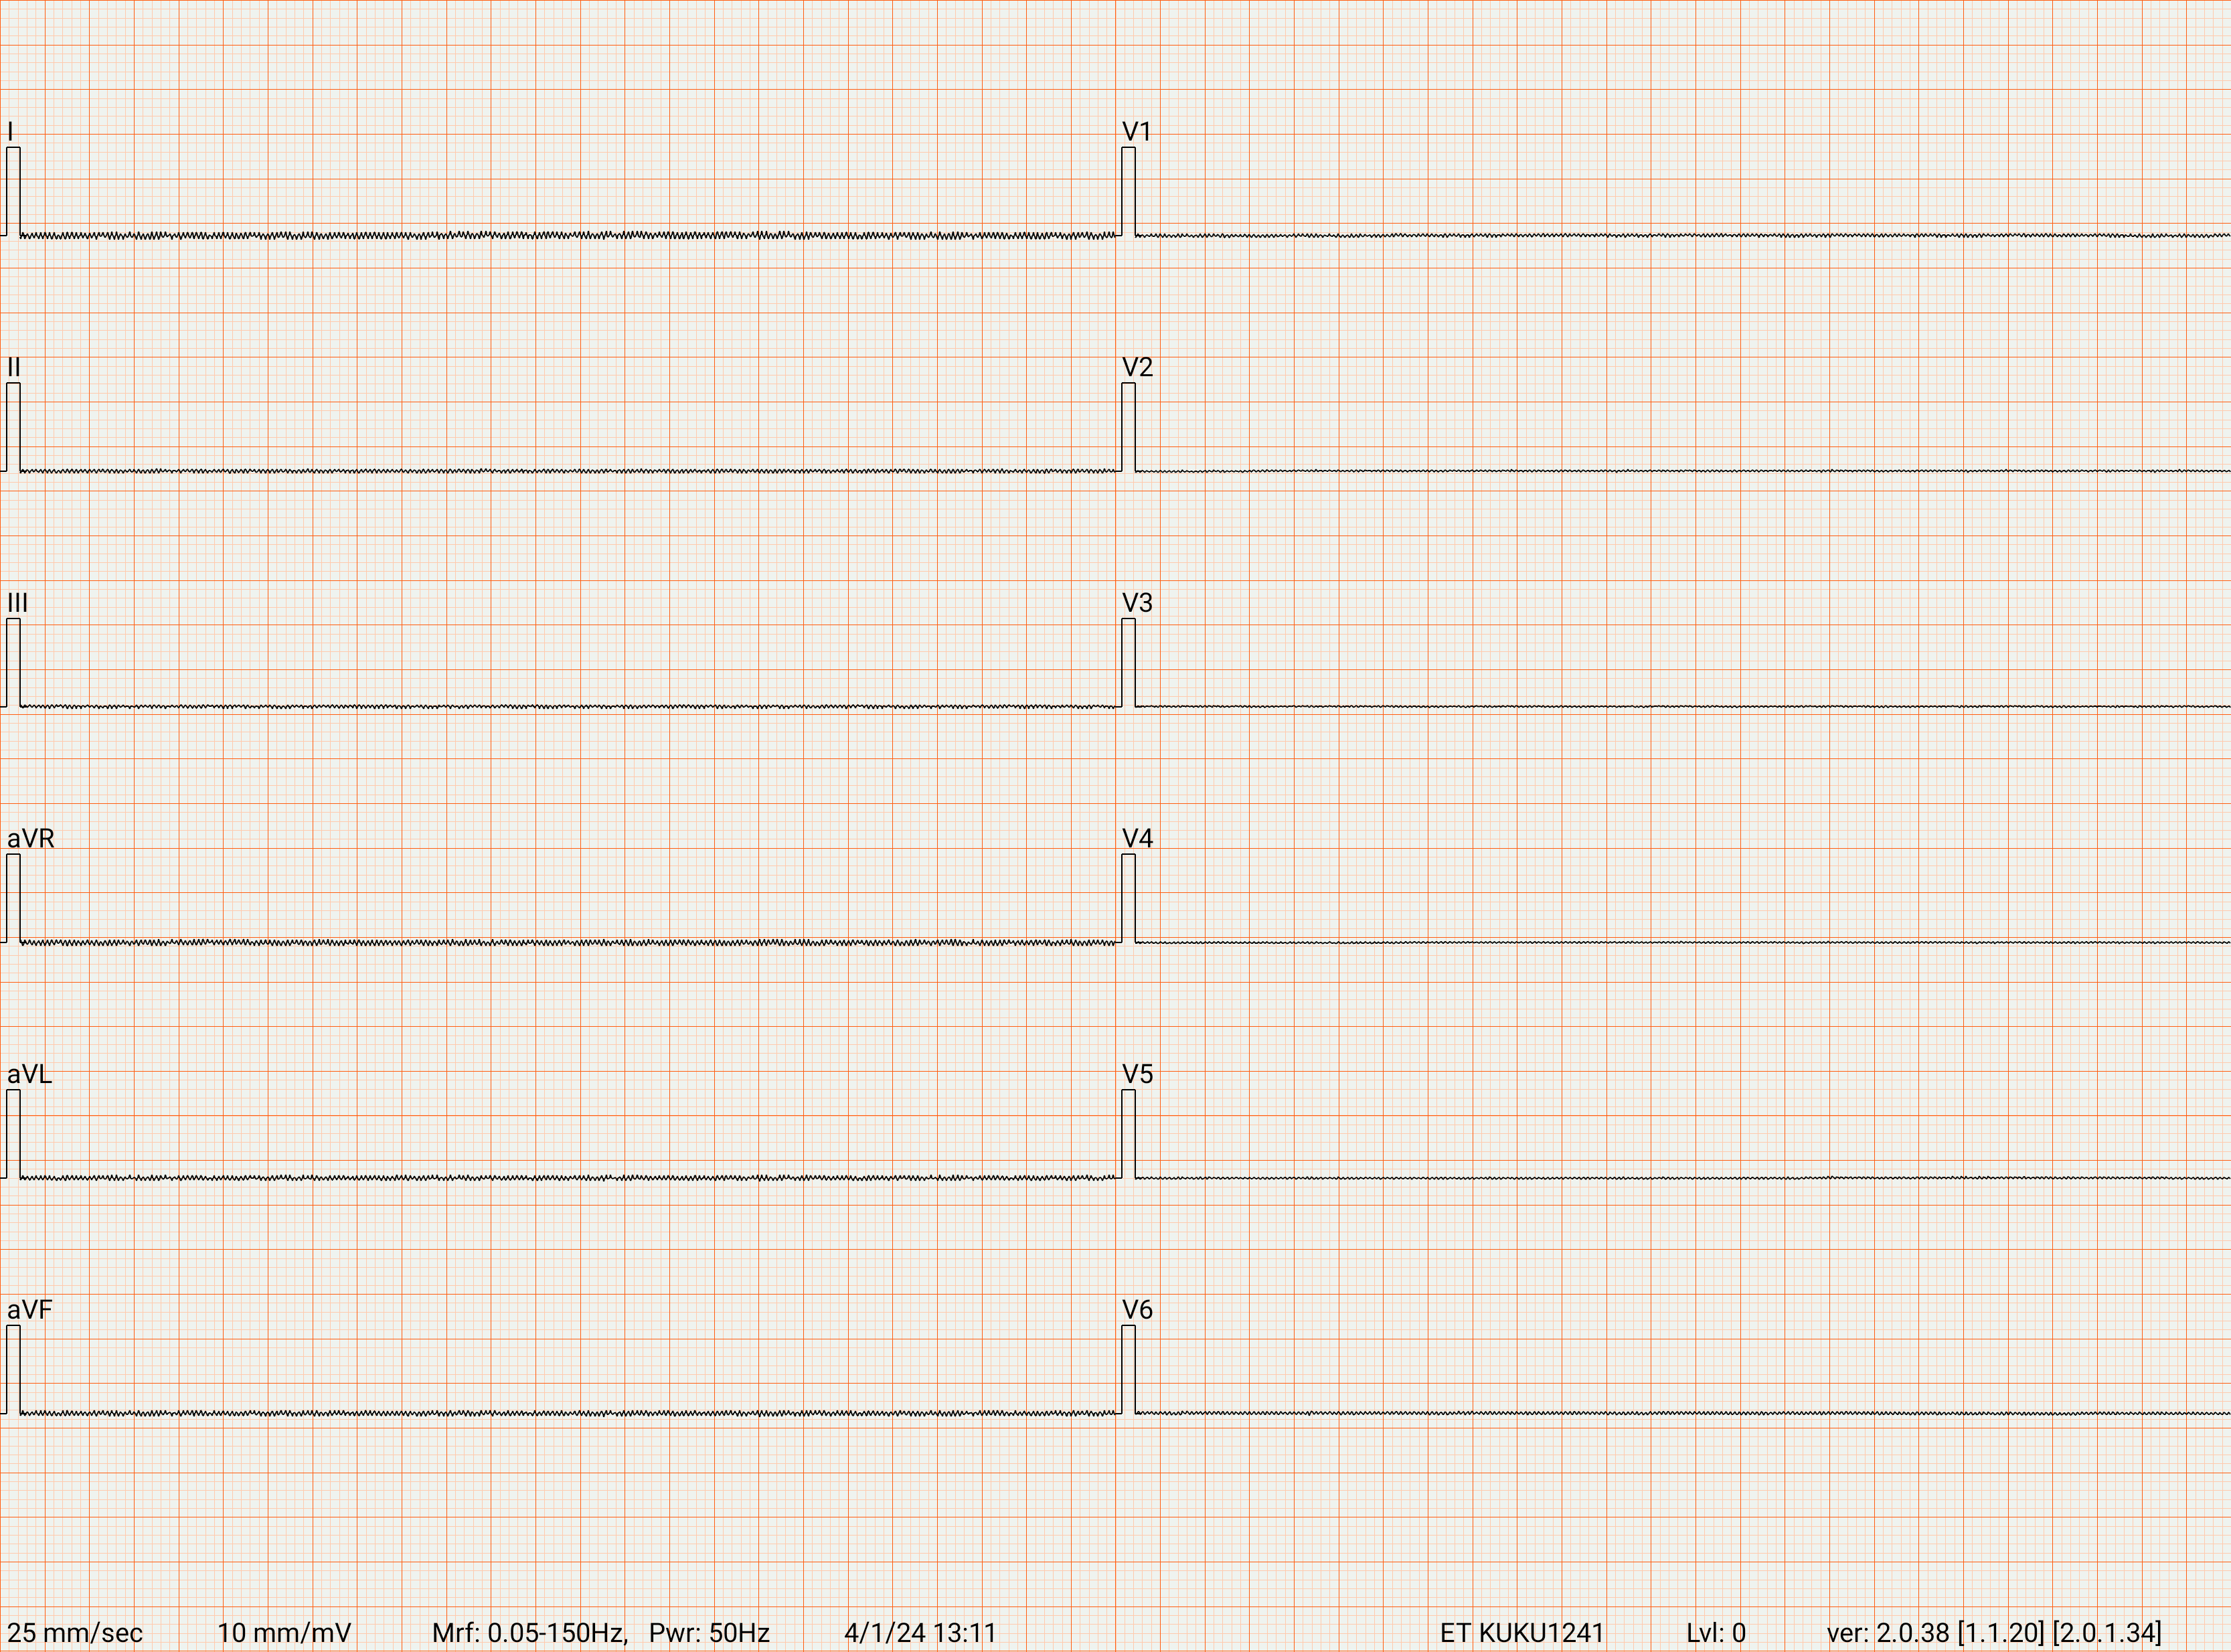 I
V1
II
V2
III
V3
aVR
V4
aVL
V5
aVF
V6
25 mm/sec 10 mm/mV Mrf: 0.05-150Hz, Pwr: 50Hz 4/1/24 13:11 ET KUKU1241 Lvl: 0 ver: 2.0.38 [1.1.20] [2.0.1.34]